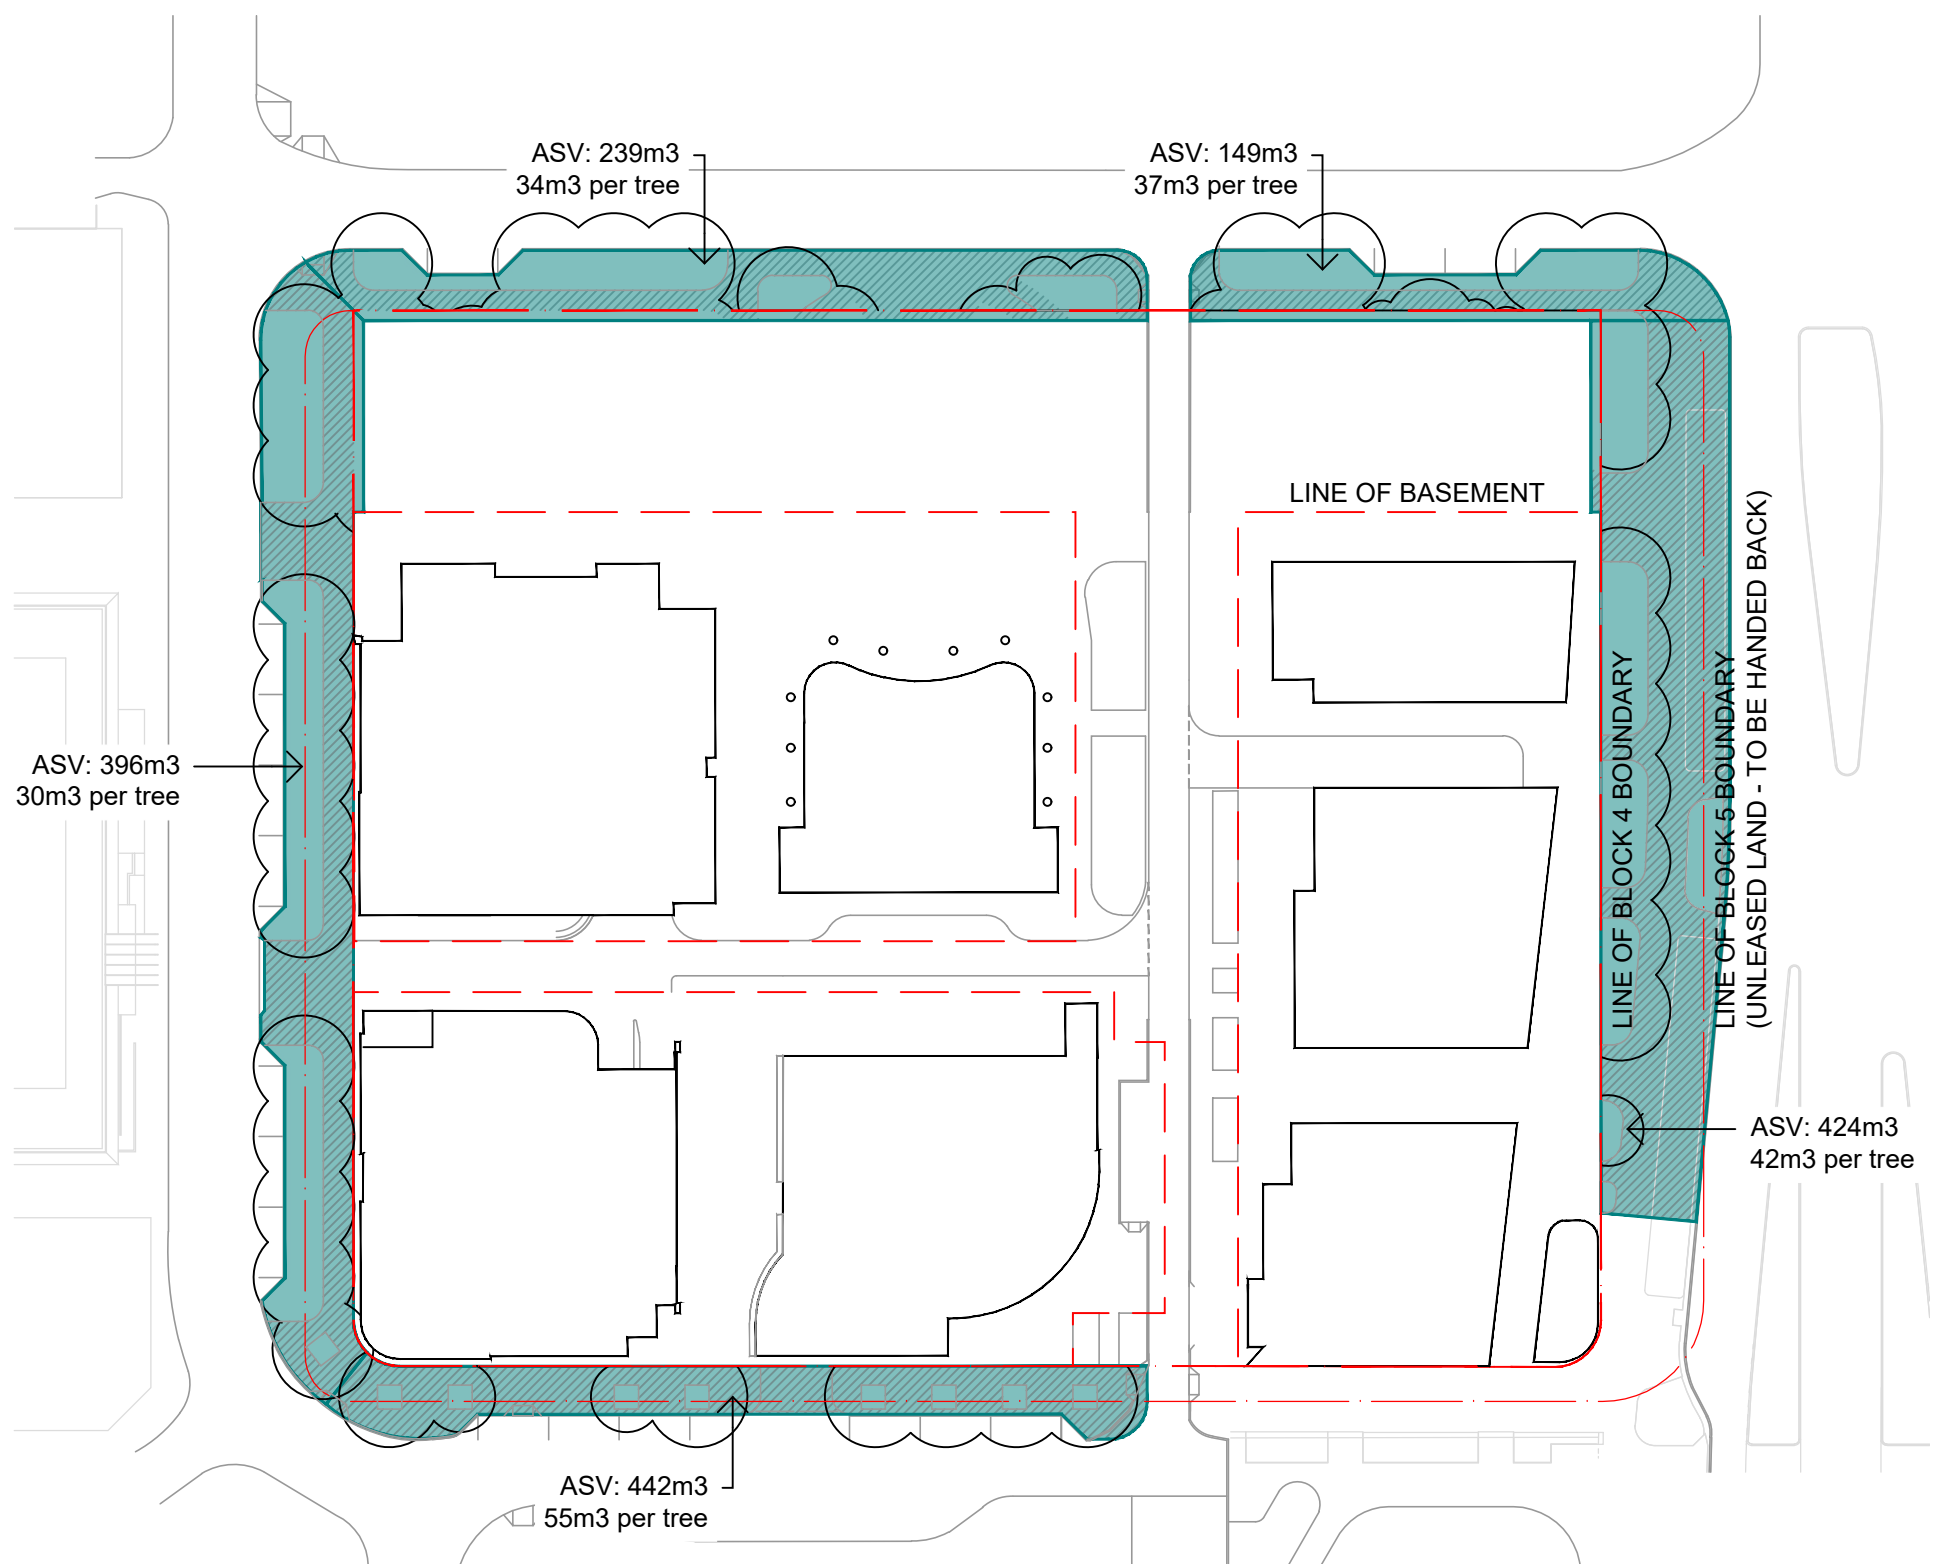 ASV: 239m3
34m3 per tree
ASV: 149m3
37m3 per tree
LINE OF BASEMENT
LINE OF BLOCK 4 BOUNDARY
LINE OF BLOCK 5 BOUNDARY
(UNLEASED LAND - TO BE HANDED BACK)
ASV: 396m3
30m3 per tree
ASV: 424m3
42m3 per tree
ASV: 442m3
55m3 per tree